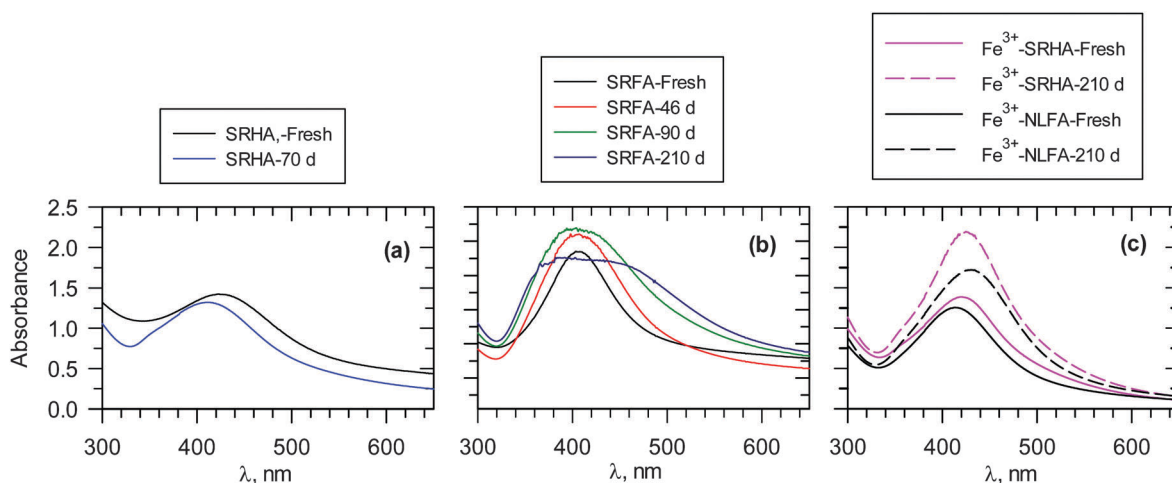 SRHA,-Fresh
SRHA-70 d
SRFA-Fresh
SRFA-46 d
SRFA-90 d
SRFA-210 d
Fe³⁺-SRHA-Fresh
Fe³⁺-SRHA-210 d
Fe³⁺-NLFA-Fresh
Fe³⁺-NLFA-210 d
Absorbance
2.5
2.0
1.5
1.0
0.5
0.0
(a)
(b)
(c)
300 400 500 600
300 400 500 600
300 400 500 600
λ, nm
λ, nm
λ, nm